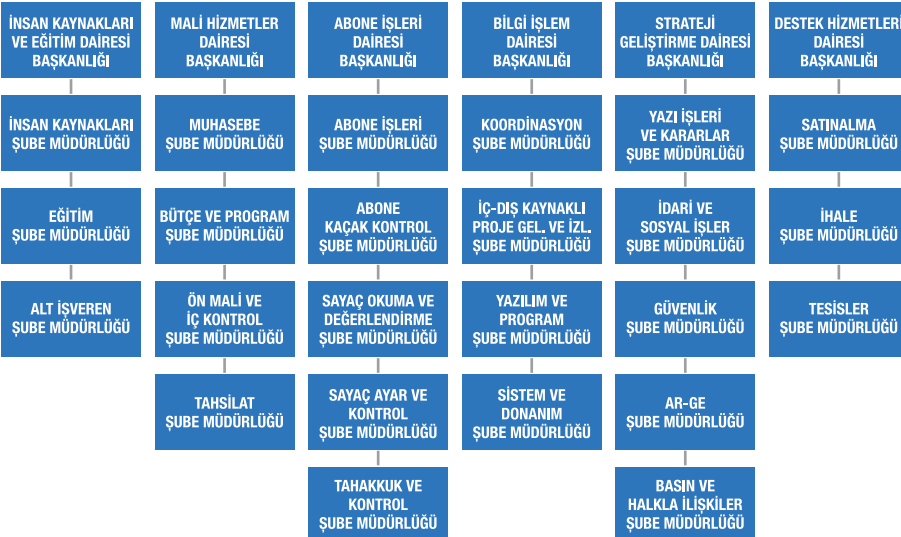 İNSAN KAYNAKLARI
VE EĞİTİM DAİRESİ
BAŞKANLIĞI
İNSAN KAYNAKLARI
ŞUBE MÜDÜRLÜĞÜ
EĞİTİM
ŞUBE MÜDÜRLÜĞÜ
ALT İŞVEREN
ŞUBE MÜDÜRLÜĞÜ
MALİ HİZMETLER
DAİRESİ
BAŞKANLIĞI
MUHASEBE
ŞUBE MÜDÜRLÜĞÜ
BÜTÇE VE PROGRAM
ŞUBE MÜDÜRLÜĞÜ
ÖN MALİ VE
İÇ KONTROL
ŞUBE MÜDÜRLÜĞÜ
TAHSİLAT
ŞUBE MÜDÜRLÜĞÜ
ABONE İŞLERİ
DAİRESİ
BAŞKANLIĞI
ABONE İŞLERİ
ŞUBE MÜDÜRLÜĞÜ
ABONE
KAÇAK KONTROL
ŞUBE MÜDÜRLÜĞÜ
SAYAÇ OKUMA VE
DEĞERLENDİRME
ŞUBE MÜDÜRLÜĞÜ
SAYAÇ AYAR VE
KONTROL
ŞUBE MÜDÜRLÜĞÜ
TAHAKKUK VE
KONTROL
ŞUBE MÜDÜRLÜĞÜ
BİLGİ İŞLEM
DAİRESİ
BAŞKANLIĞI
KOORDİNASYON
ŞUBE MÜDÜRLÜĞÜ
İÇ-DIŞ KAYNAKLI
PROJE GEL. VE İZL.
ŞUBE MÜDÜRLÜĞÜ
YAZILIM VE
PROGRAM
ŞUBE MÜDÜRLÜĞÜ
SİSTEM VE
DONANIM
ŞUBE MÜDÜRLÜĞÜ
STRATEJİ
GELİŞTİRME DAİRESİ
BAŞKANLIĞI
YAZI İŞLERİ
VE KARARLAR
ŞUBE MÜDÜRLÜĞÜ
İDARİ VE
SOSYAL İŞLER
ŞUBE MÜDÜRLÜĞÜ
GÜVENLİK
ŞUBE MÜDÜRLÜĞÜ
AR-GE
ŞUBE MÜDÜRLÜĞÜ
BASIN VE
HALKLA İLİŞKİLER
ŞUBE MÜDÜRLÜĞÜ
DESTEK HİZMETLERİ
DAİRESİ
BAŞKANLIĞI
SATINALMA
ŞUBE MÜDÜRLÜĞÜ
İHALE
ŞUBE MÜDÜRLÜĞÜ
TESİSLER
ŞUBE MÜDÜRLÜĞÜ